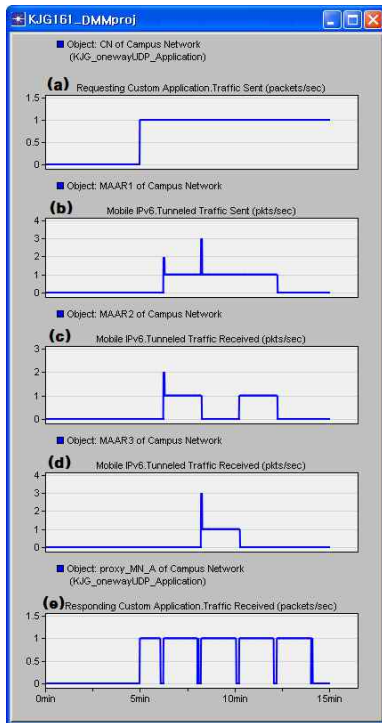 KJG161_DMMproj
Object: CN of Campus Network
(KJG_onewayUDP_Application)
(a) Requesting Custom Application.Traffic Sent (packets/sec)
1.5
1
0.5
0
Object: MAAR1 of Campus Network
(b) Mobile IPv6.Tunneled Traffic Sent (pkts/sec)
4
3
2
1
0
Object: MAAR2 of Campus Network
(c) Mobile IPv6.Tunneled Traffic Received (pkts/sec)
3
2
1
0
Object: MAAR3 of Campus Network
(d) Mobile IPv6.Tunneled Traffic Received (pkts/sec)
4
3
2
1
0
Object: proxy_MN_A of Campus Network
(KJG_onewayUDP_Application)
(e) Responding Custom Application.Traffic Received (packets/sec)
1.5
1
0.5
0
0min 5min 10min 15min